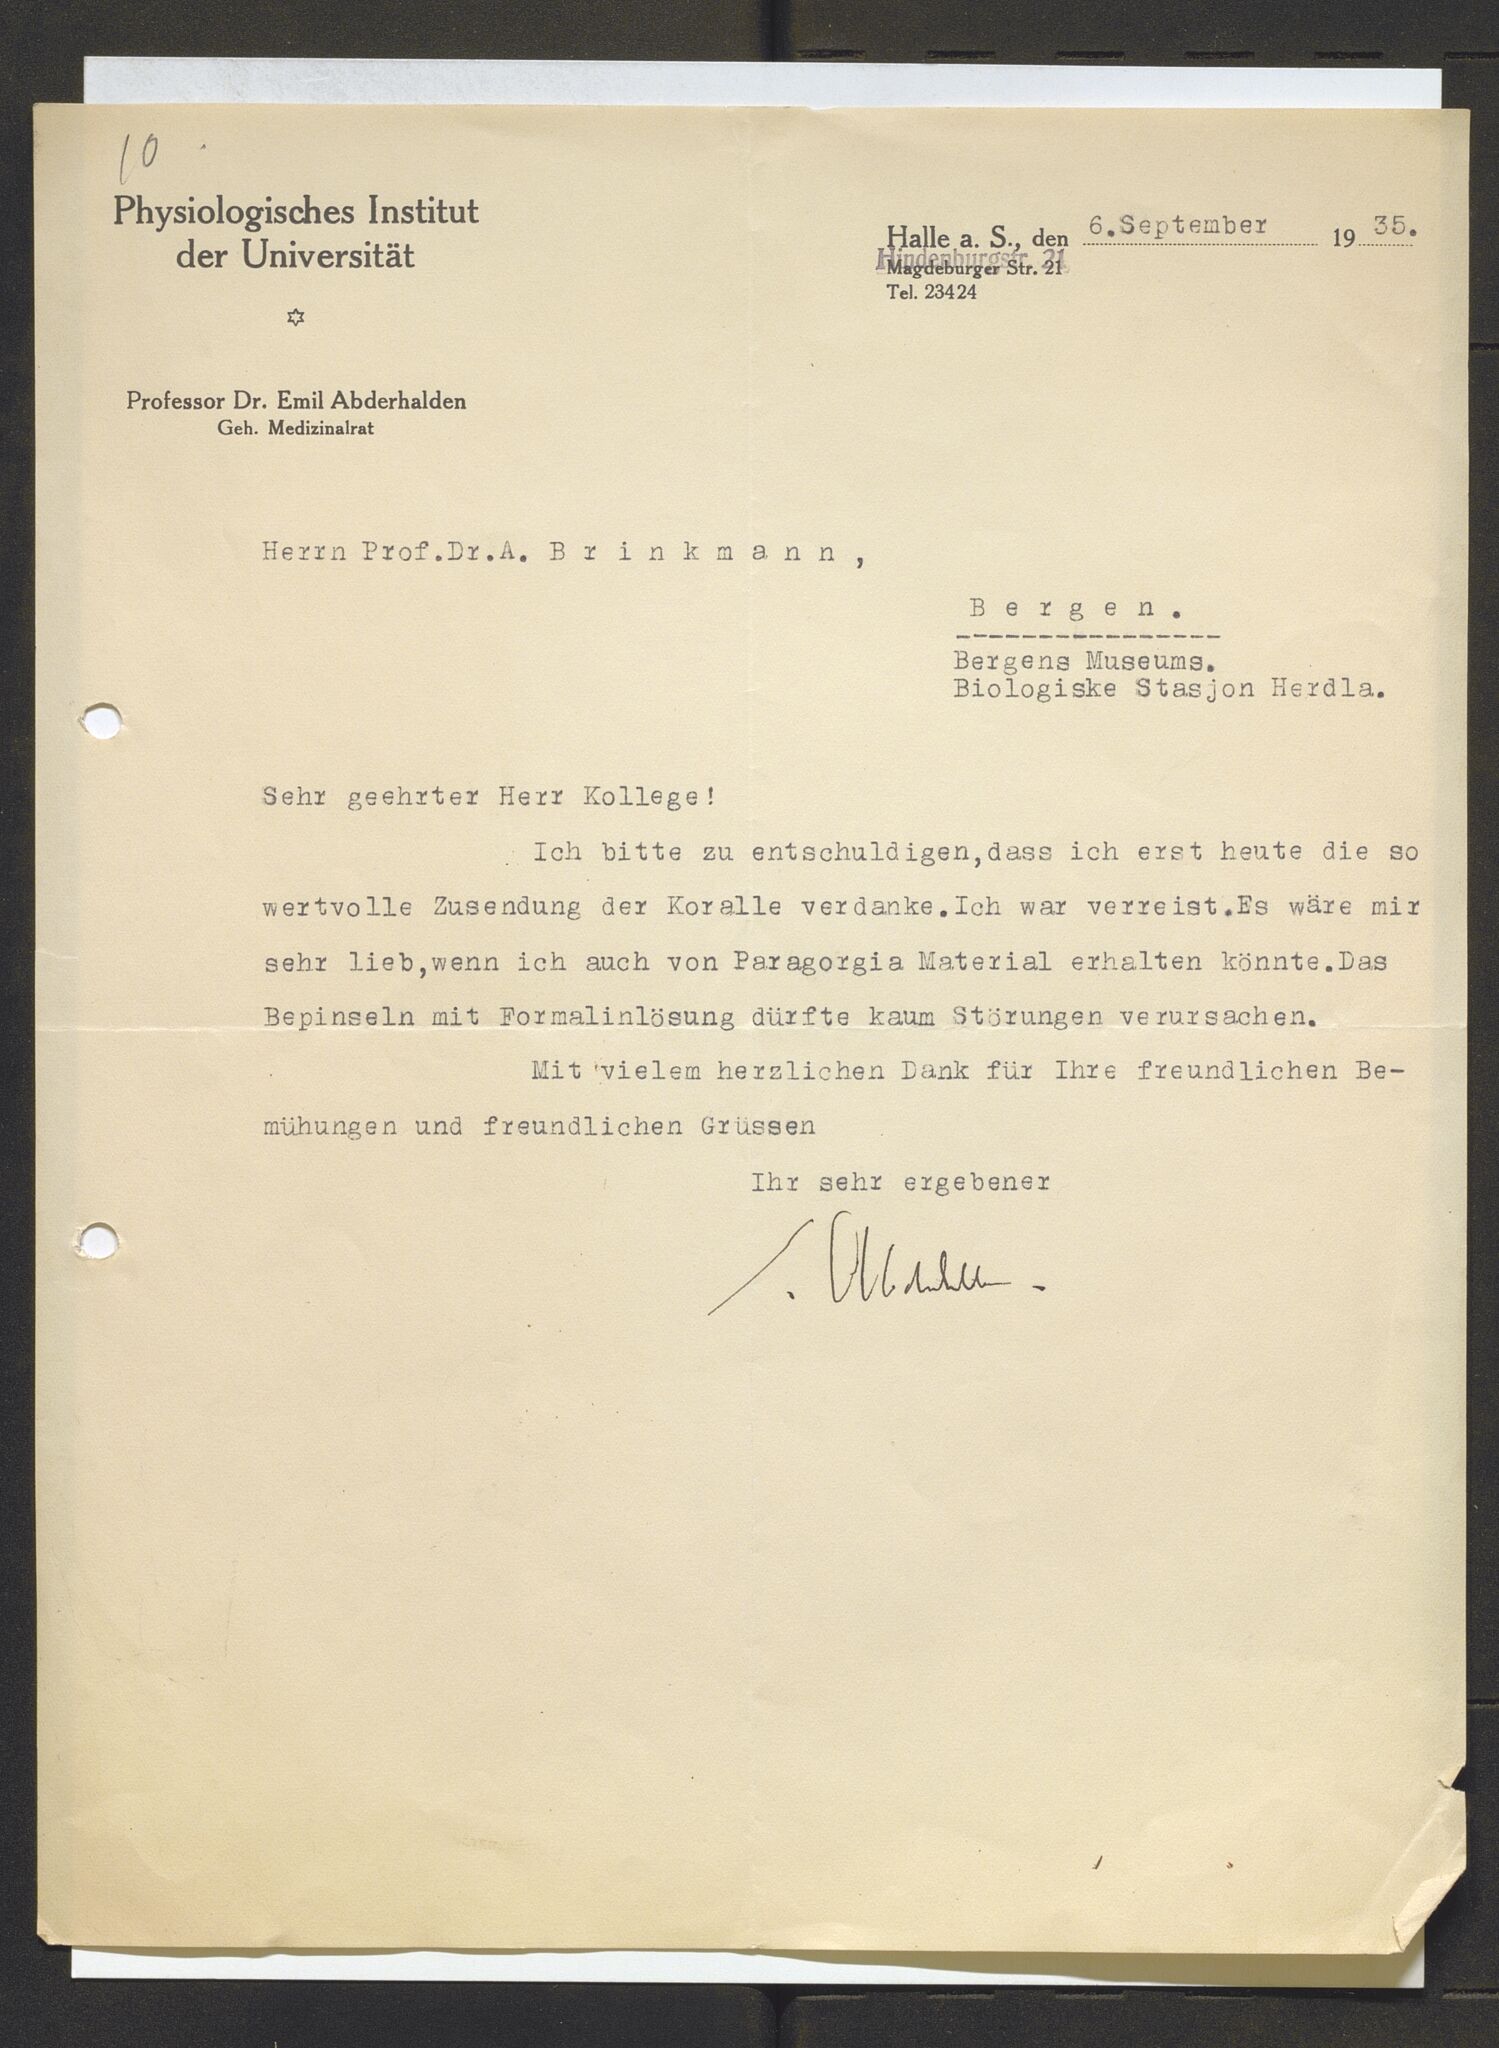 10
Physiologisches Institut
der Universität
Professor Dr. Emil Abderhalden
Geh. Medizinalrat
Halle a. S., den 6.September 1935.
Hindenburgstr. 21
Magdeburger Str. 21
Tel. 23424
Herrn Prof.Dr.A. B r i n k m a n n ,
B e r g e n .
Bergens Museums.
Biologiske Stasjon Herdla.
Sehr geehrter Herr Kollege!
Ich bitte zu entschuldigen,dass ich erst heute die so
wertvolle Zusendung der Koralle verdanke.Ich war verreist.Es wäre mir
sehr lieb,wenn ich auch von Paragorgia Material erhalten könnte.Das
Bepinseln mit Formalinlösung dürfte kaum Störungen verursachen.
Mit vielem herzlichen Dank für Ihre freundlichen Be-
mühungen und freundlichen Grüssen
Ihr sehr ergebener
E. Abderhalden.